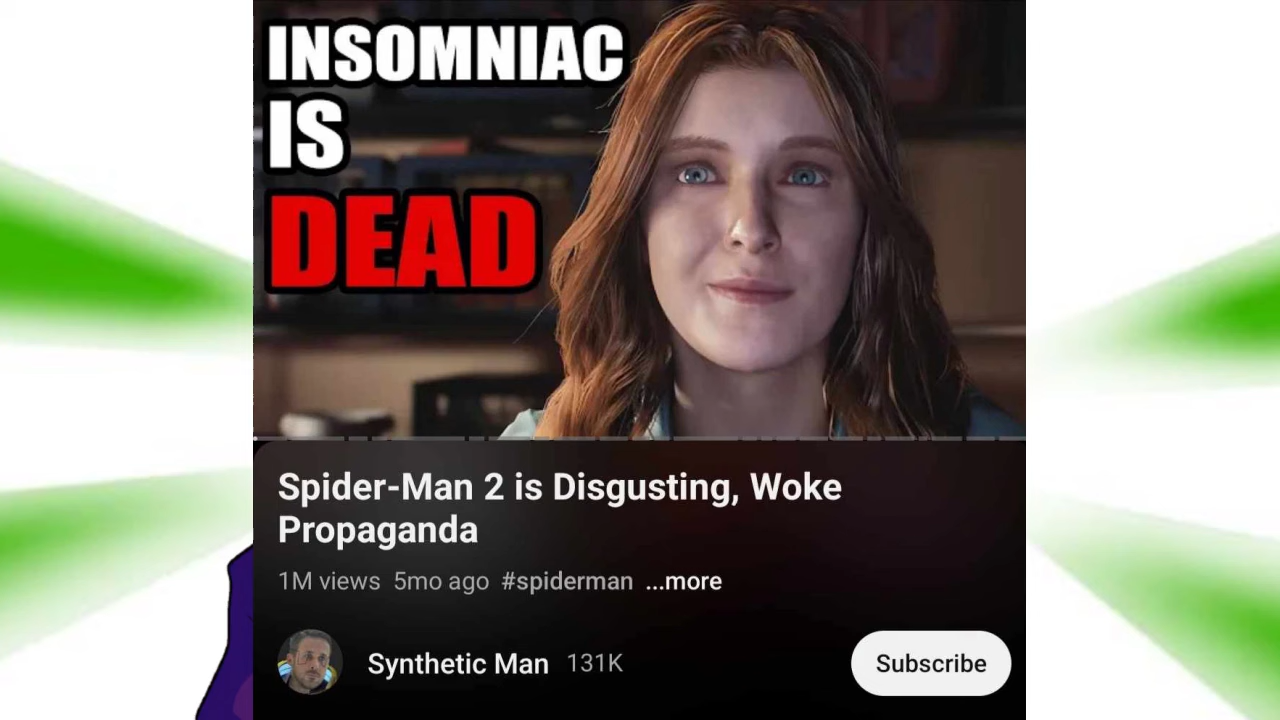 INSOMNIAC
IS
DEAD
Spider-Man 2 is Disgusting, Woke
Propaganda
1M views 5mo ago #spiderman ...more
Synthetic Man 131K Subscribe